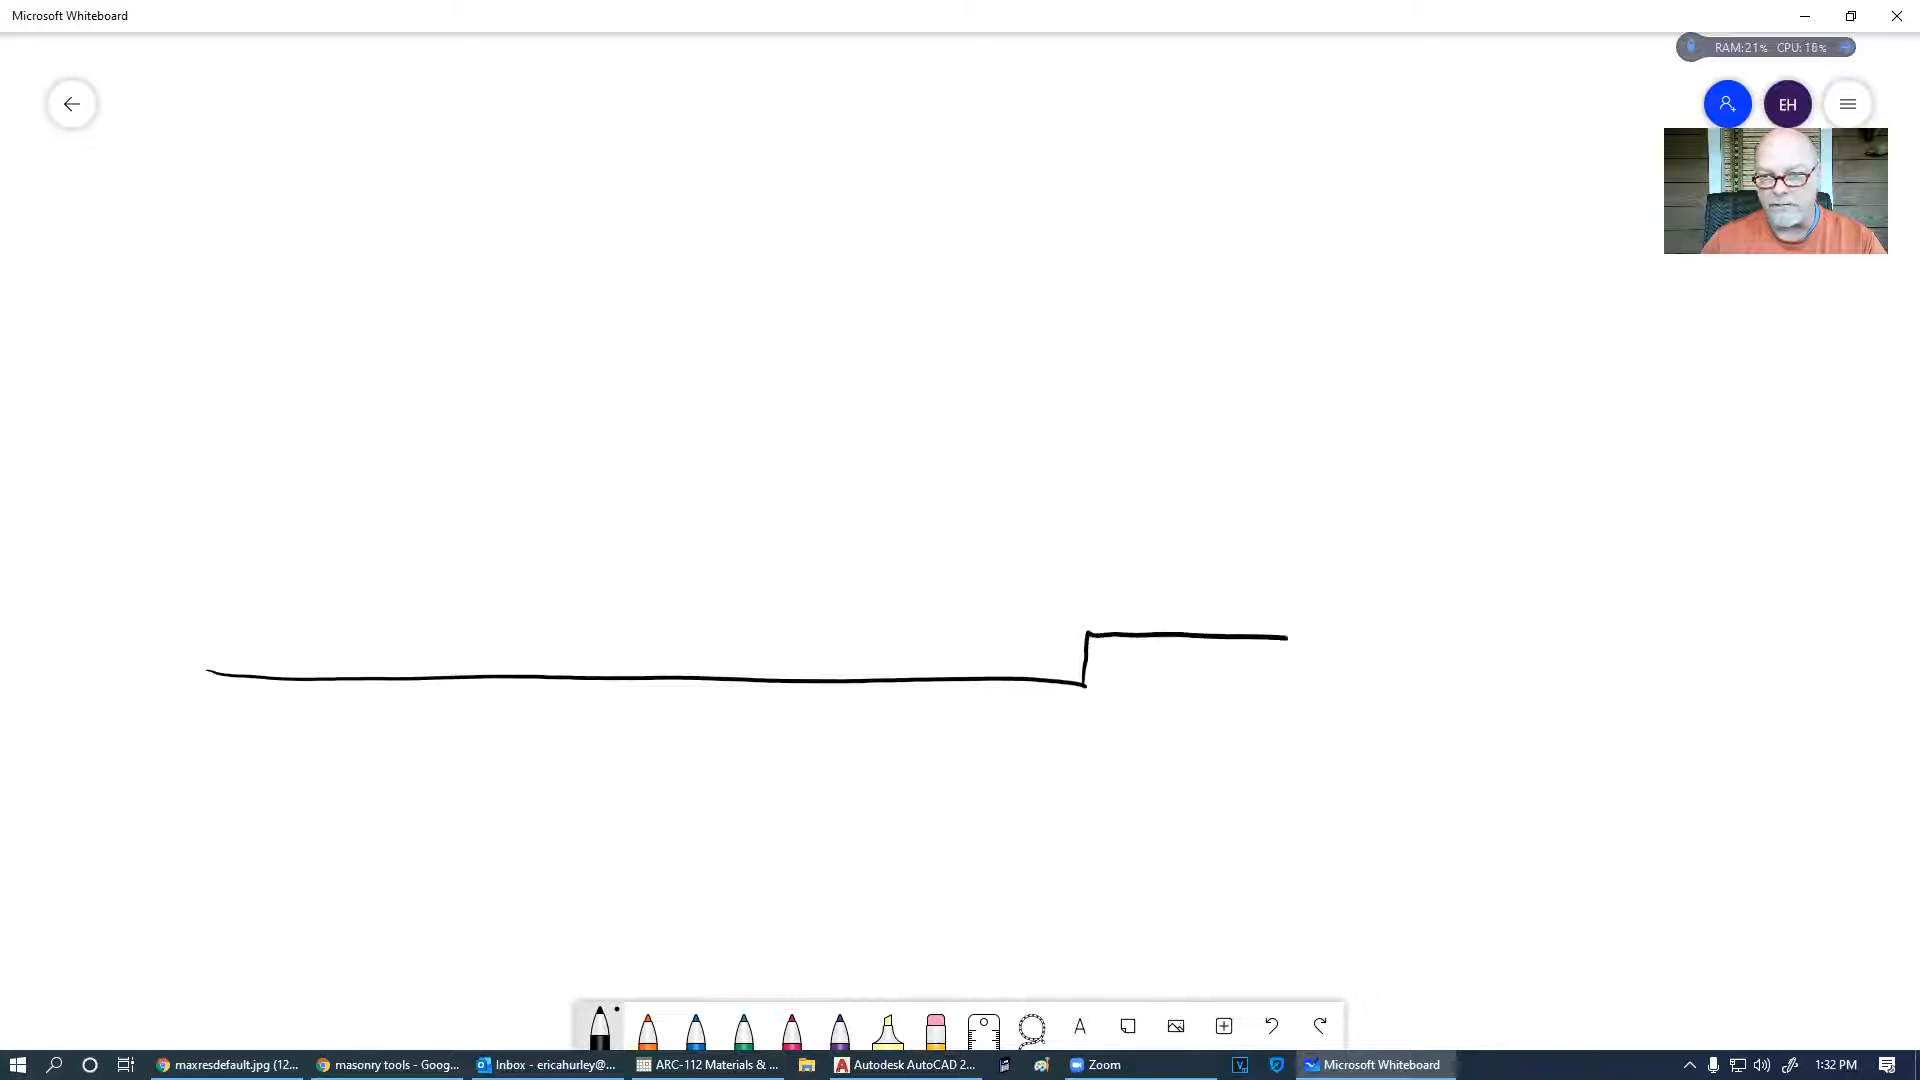 Microsoft Whiteboard
RAM:21% CPU:18%
EH
A
maxresdefault.jpg (12...
masonry tools - Goog...
Inbox - ericahurley@...
ARC-112 Materials & ...
Autodesk AutoCAD 2...
Zoom
Microsoft Whiteboard
1:32 PM